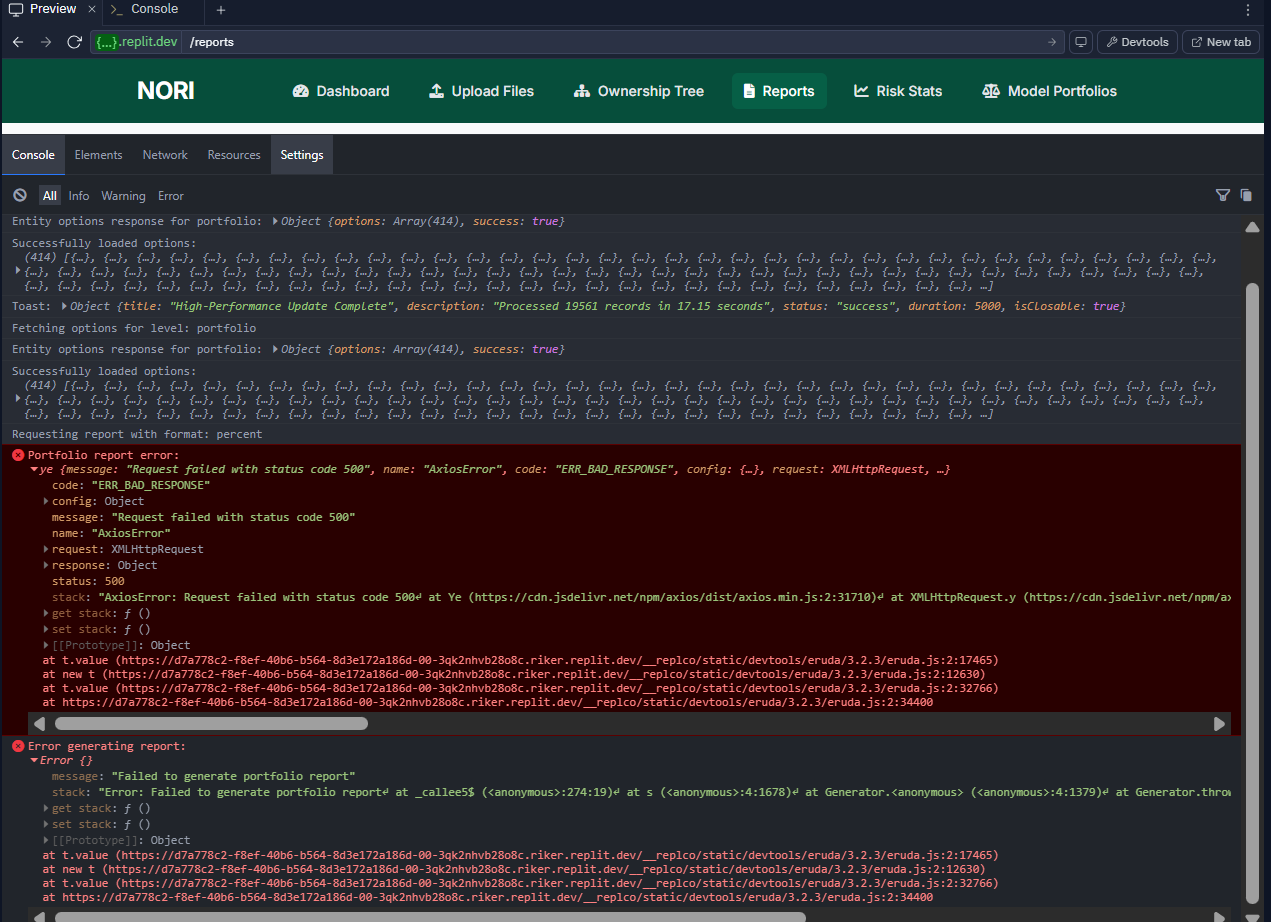 Preview × >_ Console +
{...}.replit.dev /reports Devtools New tab
NORI Dashboard Upload Files Ownership Tree Reports Risk Stats Model Portfolios
Console Elements Network Resources Settings
All Info Warning Error
Entity options response for portfolio: Object {options: Array(414), success: true}
Successfully loaded options:
(414) [{…}, {…}, {…}, {…}, {…}, {…}, {…}, {…}, {…}, {…}, {…}, {…}, {…}, {…}, {…}, {…}, {…}, {…}, {…}, {…}, {…}, {…}, {…}, {…}, {…}, {…}, {…}, {…}, {…}, {…}, {…}, {…}, {…}, {…}, {…},
{…}, {…}, {…}, {…}, {…}, {…}, {…}, {…}, {…}, {…}, {…}, {…}, {…}, {…}, {…}, {…}, {…}, {…}, {…}, {…}, {…}, {…}, {…}, {…}, {…}, {…}, {…}, {…}, {…}, {…}, {…}, {…}, {…}, {…}, {…}, {…},
{…}, {…}, {…}, {…}, {…}, {…}, {…}, {…}, {…}, {…}, {…}, {…}, {…}, {…}, {…}, {…}, {…}, {…}, {…}, {…}, {…}, {…}, {…}, {…}, {…}, {…}, {…}, {…}, {…}, …]
Toast: Object {title: "High-Performance Update Complete", description: "Processed 19561 records in 17.15 seconds", status: "success", duration: 5000, isClosable: true}
Fetching options for level: portfolio
Entity options response for portfolio: Object {options: Array(414), success: true}
Successfully loaded options:
(414) [{…}, {…}, {…}, {…}, {…}, {…}, {…}, {…}, {…}, {…}, {…}, {…}, {…}, {…}, {…}, {…}, {…}, {…}, {…}, {…}, {…}, {…}, {…}, {…}, {…}, {…}, {…}, {…}, {…}, {…}, {…}, {…}, {…}, {…}, {…},
{…}, {…}, {…}, {…}, {…}, {…}, {…}, {…}, {…}, {…}, {…}, {…}, {…}, {…}, {…}, {…}, {…}, {…}, {…}, {…}, {…}, {…}, {…}, {…}, {…}, {…}, {…}, {…}, {…}, {…}, {…}, {…}, {…}, {…}, {…}, {…},
{…}, {…}, {…}, {…}, {…}, {…}, {…}, {…}, {…}, {…}, {…}, {…}, {…}, {…}, {…}, {…}, {…}, {…}, {…}, {…}, {…}, {…}, {…}, {…}, {…}, {…}, {…}, {…}, {…}, …]
Requesting report with format: percent
Portfolio report error:
ye {message: "Request failed with status code 500", name: "AxiosError", code: "ERR_BAD_RESPONSE", config: {…}, request: XMLHttpRequest, …}
code: "ERR_BAD_RESPONSE"
config: Object
message: "Request failed with status code 500"
name: "AxiosError"
request: XMLHttpRequest
response: Object
status: 500
stack: "AxiosError: Request failed with status code 500↵ at Ye (https://cdn.jsdelivr.net/npm/axios/dist/axios.min.js:2:31710)↵ at XMLHttpRequest.y (https://cdn.jsdelivr.net/npm/ax
get stack: ƒ ()
set stack: ƒ ()
[[Prototype]]: Object
at t.value (https://d7a778c2-f8ef-40b6-b564-8d3e172a186d-00-3qk2nhvb28o8c.riker.replit.dev/__replco/static/devtools/eruda/3.2.3/eruda.js:2:17465)
at new t (https://d7a778c2-f8ef-40b6-b564-8d3e172a186d-00-3qk2nhvb28o8c.riker.replit.dev/__replco/static/devtools/eruda/3.2.3/eruda.js:2:12630)
at t.value (https://d7a778c2-f8ef-40b6-b564-8d3e172a186d-00-3qk2nhvb28o8c.riker.replit.dev/__replco/static/devtools/eruda/3.2.3/eruda.js:2:32766)
at https://d7a778c2-f8ef-40b6-b564-8d3e172a186d-00-3qk2nhvb28o8c.riker.replit.dev/__replco/static/devtools/eruda/3.2.3/eruda.js:2:34400
Error generating report:
Error {}
message: "Failed to generate portfolio report"
stack: "Error: Failed to generate portfolio report↵ at _callee5$ (<anonymous>:274:19)↵ at s (<anonymous>:4:1678)↵ at Generator.<anonymous> (<anonymous>:4:1379)↵ at Generator.throw
get stack: ƒ ()
set stack: ƒ ()
[[Prototype]]: Object
at t.value (https://d7a778c2-f8ef-40b6-b564-8d3e172a186d-00-3qk2nhvb28o8c.riker.replit.dev/__replco/static/devtools/eruda/3.2.3/eruda.js:2:17465)
at new t (https://d7a778c2-f8ef-40b6-b564-8d3e172a186d-00-3qk2nhvb28o8c.riker.replit.dev/__replco/static/devtools/eruda/3.2.3/eruda.js:2:12630)
at t.value (https://d7a778c2-f8ef-40b6-b564-8d3e172a186d-00-3qk2nhvb28o8c.riker.replit.dev/__replco/static/devtools/eruda/3.2.3/eruda.js:2:32766)
at https://d7a778c2-f8ef-40b6-b564-8d3e172a186d-00-3qk2nhvb28o8c.riker.replit.dev/__replco/static/devtools/eruda/3.2.3/eruda.js:2:34400